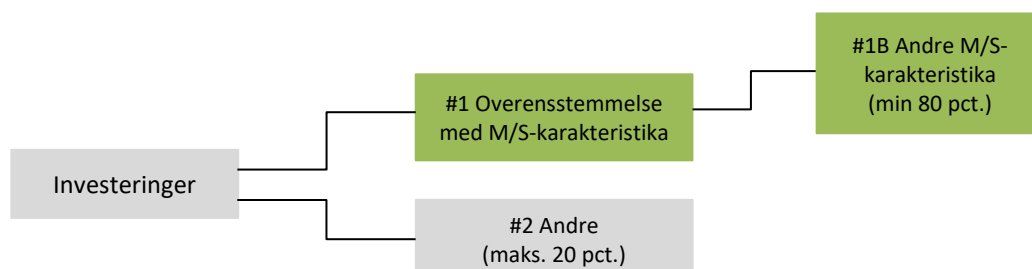 Investeringer
#1 Overensstemmelse
med M/S-karakteristika
#2 Andre
(maks. 20 pct.)
#1B Andre M/S-
karakteristika
(min 80 pct.)